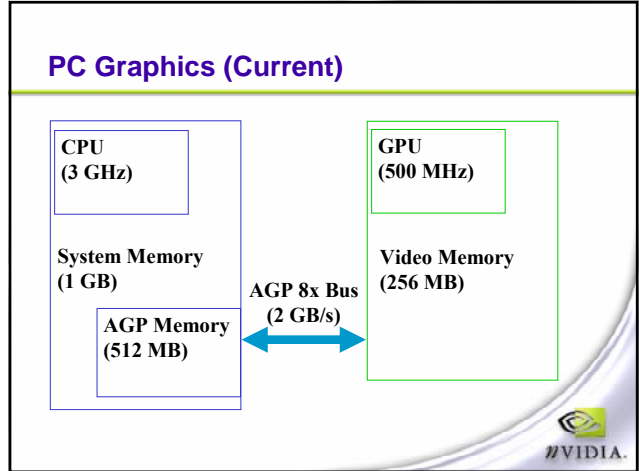 PC Graphics (Current)
CPU
(3 GHz)
System Memory
(1 GB)
AGP Memory
(512 MB)
AGP 8x Bus
(2 GB/s)
GPU
(500 MHz)
Video Memory
(256 MB)
NVIDIA.